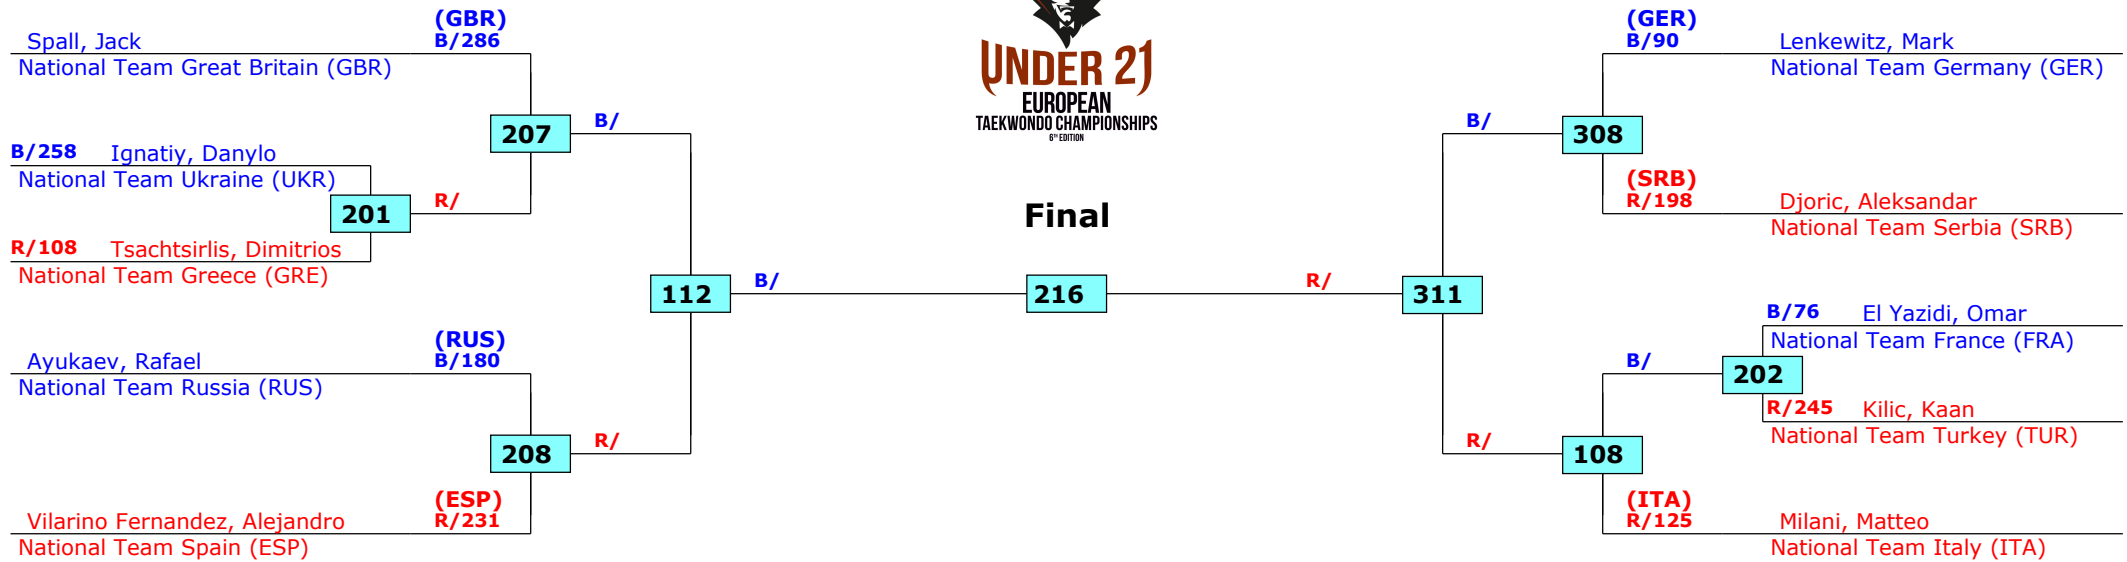 (GBR)
Spall, Jack
B/286
National Team Great Britain (GBR)
207
B/
B/258 Ignatiy, Danylo
National Team Ukraine (UKR)
201
R/
R/108 Tsachtsirlis, Dimitrios
National Team Greece (GRE)
112
B/
(RUS)
Ayukaev, Rafael
B/180
National Team Russia (RUS)
208
R/
(ESP)
Vilarino Fernandez, Alejandro
R/231
National Team Spain (ESP)
UNDER 21
EUROPEAN
TAEKWONDO CHAMPIONSHIPS
6TH EDITION
Final
216
(GER)
B/90
Lenkewitz, Mark
National Team Germany (GER)
B/
308
(SRB)
R/198
Djoric, Aleksandar
National Team Serbia (SRB)
R/
311
B/76 El Yazidi, Omar
National Team France (FRA)
B/
202
R/245 Kilic, Kaan
National Team Turkey (TUR)
R/
108
(ITA)
R/125
Milani, Matteo
National Team Italy (ITA)